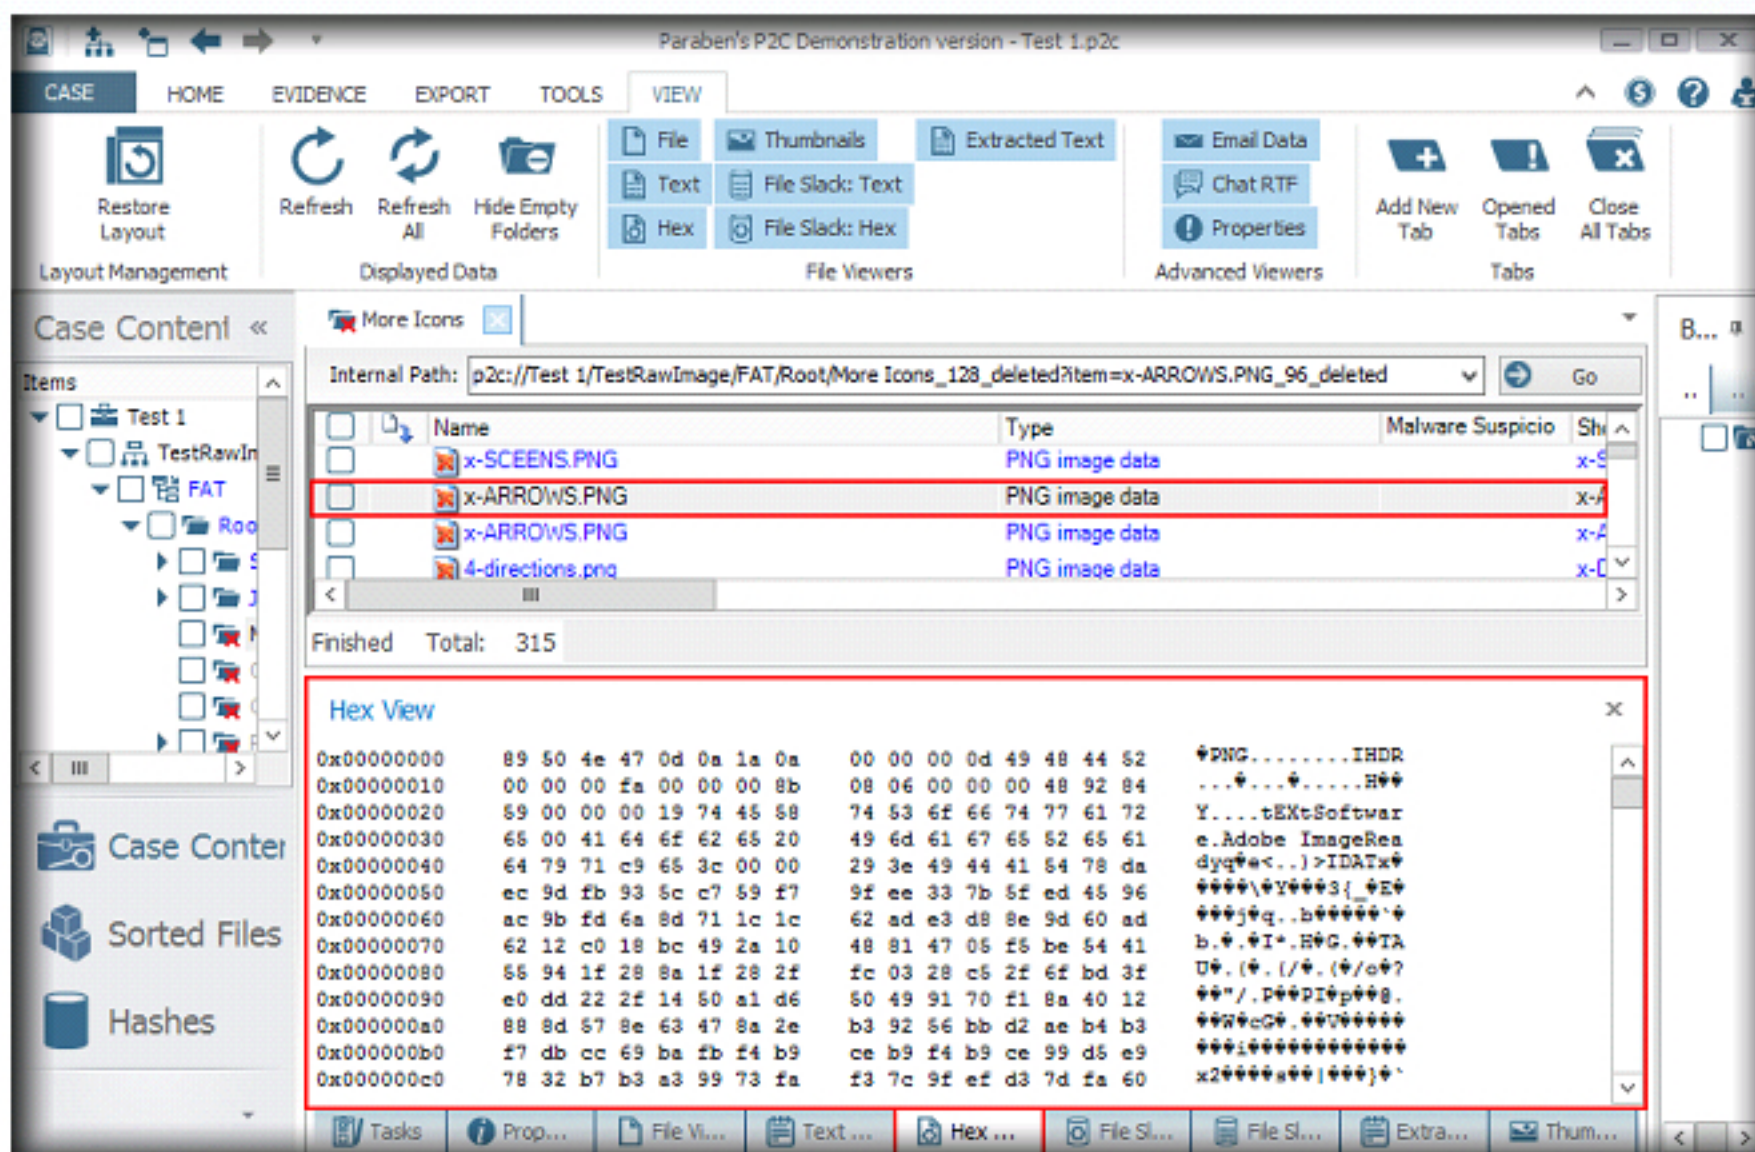 Paraben's P2C Demonstration version - Test 1.p2c
CASE HOME EVIDENCE EXPORT TOOLS VIEW
File Thumbnails Extracted Text Email Data
Text File Slack: Text Chat RTF
Hex File Slack: Hex Properties
Restore Layout Refresh Refresh All Hide Empty Folders Add New Tab Opened Tabs Close All Tabs
Layout Management Displayed Data File Viewers Advanced Viewers Tabs
Case Content « More Icons B...
Internal Path: p2c://Test 1/TestRawImage/FAT/Root/More Icons_128_deleted?item=x-ARROWS.PNG_96_deleted Go
Items
Test 1
TestRawIn
FAT
Roo
Name Type Malware Suspicio She
x-SCEENS.PNG PNG image data x-S
x-ARROWS.PNG PNG image data x-A
x-ARROWS.PNG PNG image data x-A
4-directions.png PNG image data x-D
Finished Total: 315
Hex View
0x00000000 89 50 4e 47 0d 0a 1a 0a 00 00 00 0d 49 48 44 52 �PNG........IHDR
0x00000010 00 00 00 fa 00 00 00 8b 08 06 00 00 00 48 92 84 ...�...�.....H��
0x00000020 59 00 00 00 19 74 45 58 74 53 6f 66 74 77 61 72 Y....tEXtSoftwar
0x00000030 65 00 41 64 6f 62 65 20 49 6d 61 67 65 52 65 61 e.Adobe ImageRea
0x00000040 64 79 71 c9 65 3c 00 00 29 3e 49 44 41 54 78 da dyq�e<..)>IDATx�
0x00000050 ec 9d fb 93 5c c7 59 f7 9f ee 33 7b 5f ed 45 96 ����\�Y���3{_�E�
0x00000060 ac 9b fd 6a 8d 71 1c 1c 62 ad e3 d8 8e 9d 60 ad ���j�q..b�����`�
0x00000070 62 12 c0 18 bc 49 2a 10 48 81 47 05 f5 be 54 41 b.�.�I*.H�G.��TA
0x00000080 55 94 1f 28 8a 1f 28 2f fc 03 28 c5 2f 6f bd 3f U�.(�.(/�.(�/o�?
0x00000090 e0 dd 22 2f 14 50 a1 d6 50 49 91 70 f1 8a 40 12 ��"/.P��PI�p��@.
0x000000a0 88 8d 57 8e 63 47 8a 2e b3 92 56 bb d2 ae b4 b3 ��W�cG�.��V�����
0x000000b0 f7 db cc 69 ba fb f4 b9 ce b9 f4 b9 ce 99 d5 e9 ���i������������
0x000000c0 78 32 b7 b3 a3 99 73 fa f3 7c 9f ef d3 7d fa 60 x2����s��|���}�`
Case Conter
Sorted Files
Hashes
Tasks Prop... File Vi... Text ... Hex ... File Sl... File Sl... Extra... Thum...